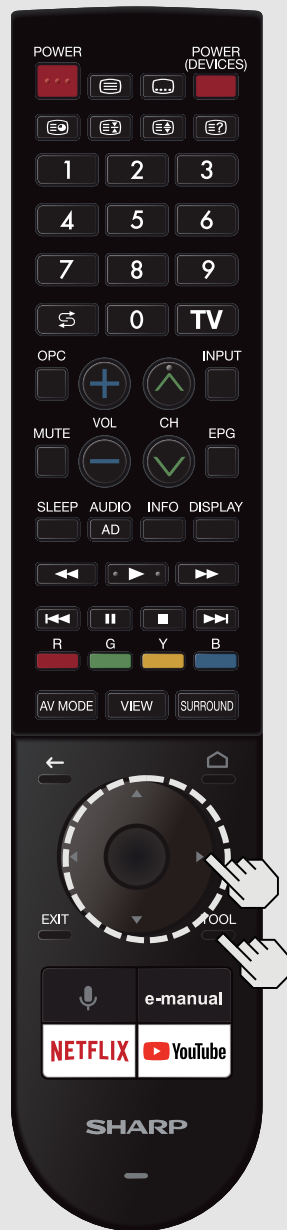 POWER
POWER
(DEVICES)
1 2 3
4 5 6
7 8 9
0 TV
OPC INPUT
MUTE VOL CH EPG
SLEEP AUDIO INFO DISPLAY
AD
R G Y B
AV MODE VIEW SURROUND
EXIT TOOL
e-manual
NETFLIX YouTube
SHARP